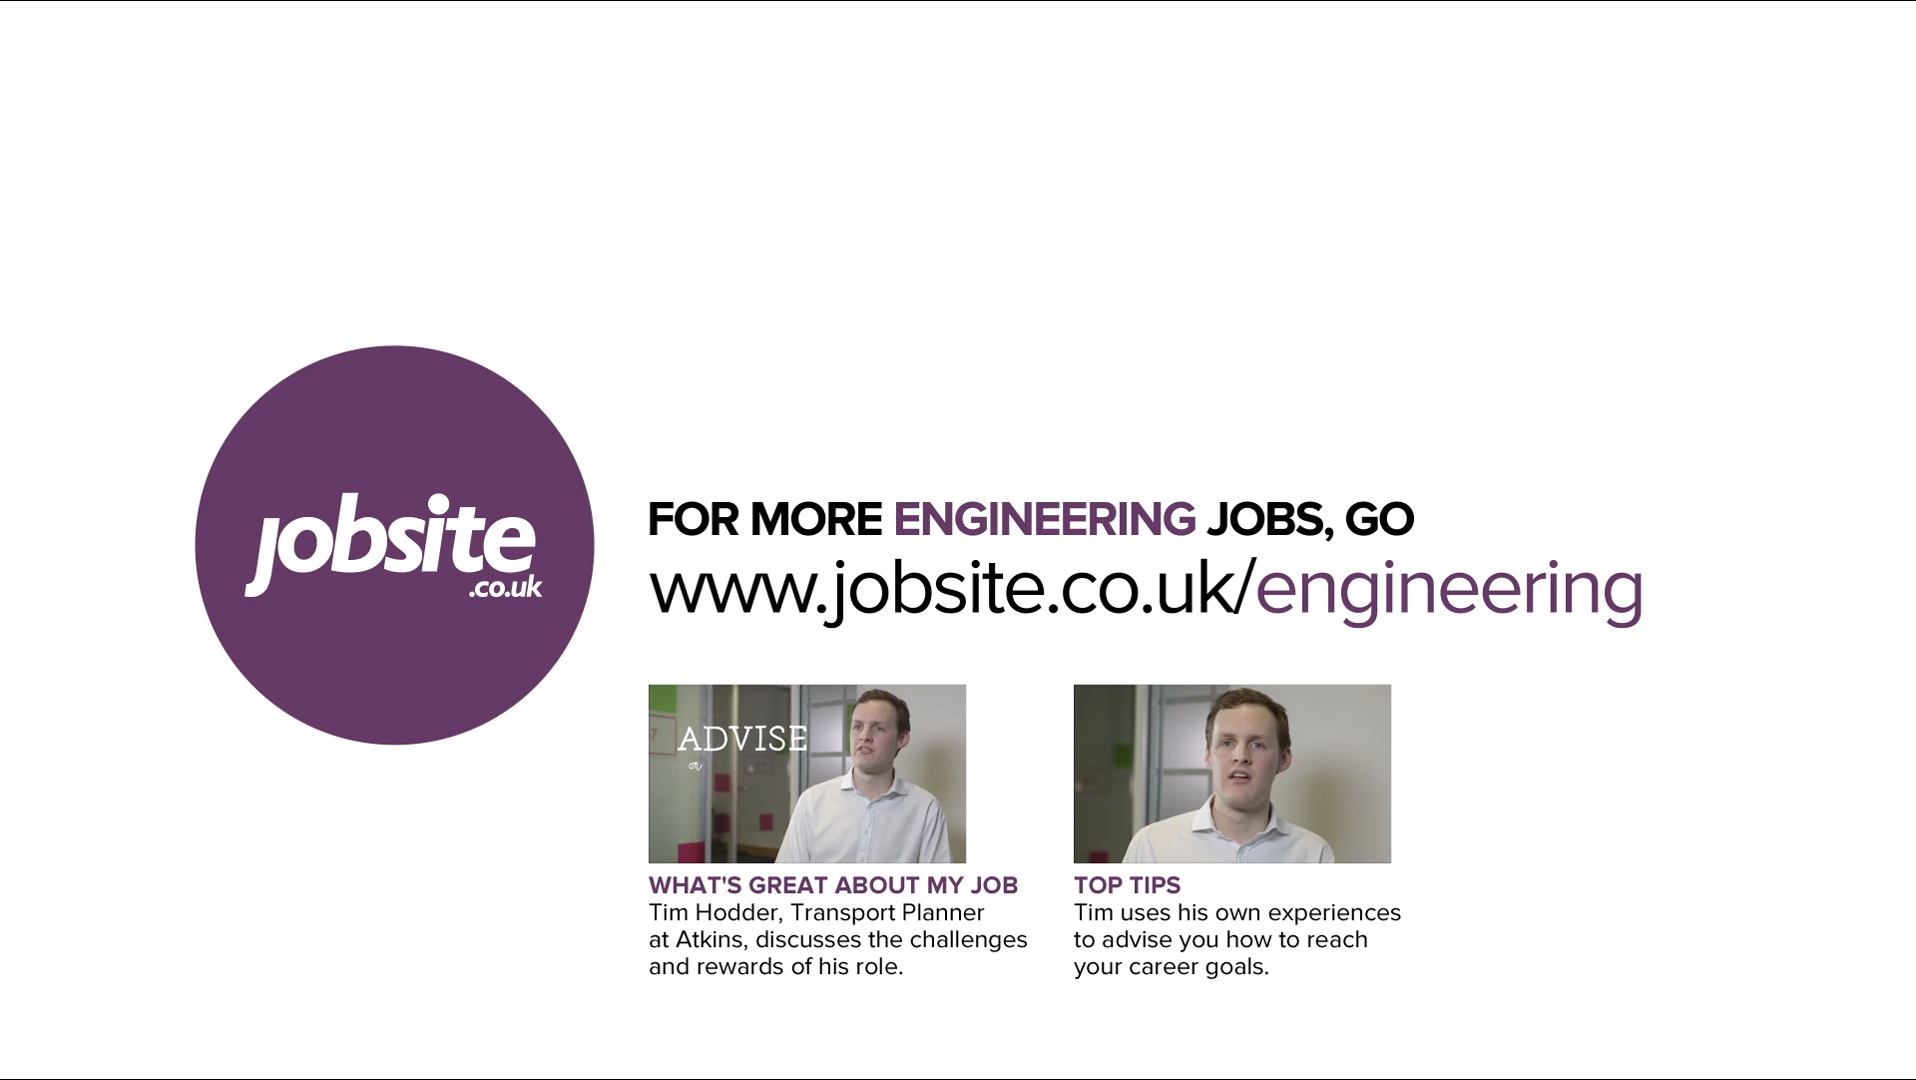 jobsite
.co.uk
FOR MORE ENGINEERING JOBS, GO
www.jobsite.co.uk/engineering
ADVISE
on
WHAT'S GREAT ABOUT MY JOB
Tim Hodder, Transport Planner
at Atkins, discusses the challenges
and rewards of his role.
TOP TIPS
Tim uses his own experiences
to advise you how to reach
your career goals.